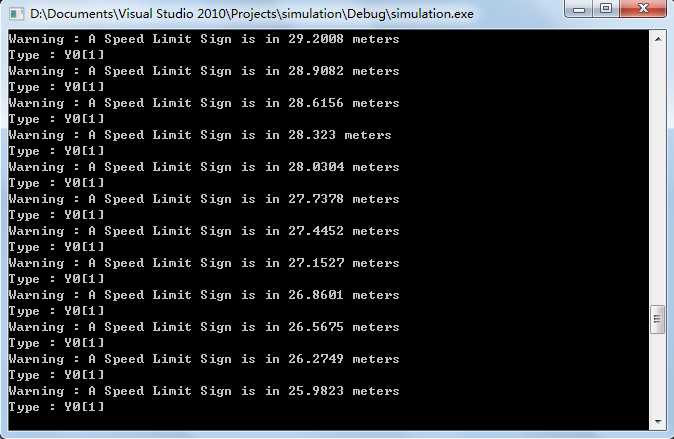 D:\Documents\Visual Studio 2010\Projects\simulation\Debug\simulation.exe
Warning : A Speed Limit Sign is in 29.2008 meters
Type : Y0[1]
Warning : A Speed Limit Sign is in 28.9082 meters
Type : Y0[1]
Warning : A Speed Limit Sign is in 28.6156 meters
Type : Y0[1]
Warning : A Speed Limit Sign is in 28.323 meters
Type : Y0[1]
Warning : A Speed Limit Sign is in 28.0304 meters
Type : Y0[1]
Warning : A Speed Limit Sign is in 27.7378 meters
Type : Y0[1]
Warning : A Speed Limit Sign is in 27.4452 meters
Type : Y0[1]
Warning : A Speed Limit Sign is in 27.1527 meters
Type : Y0[1]
Warning : A Speed Limit Sign is in 26.8601 meters
Type : Y0[1]
Warning : A Speed Limit Sign is in 26.5675 meters
Type : Y0[1]
Warning : A Speed Limit Sign is in 26.2749 meters
Type : Y0[1]
Warning : A Speed Limit Sign is in 25.9823 meters
Type : Y0[1]